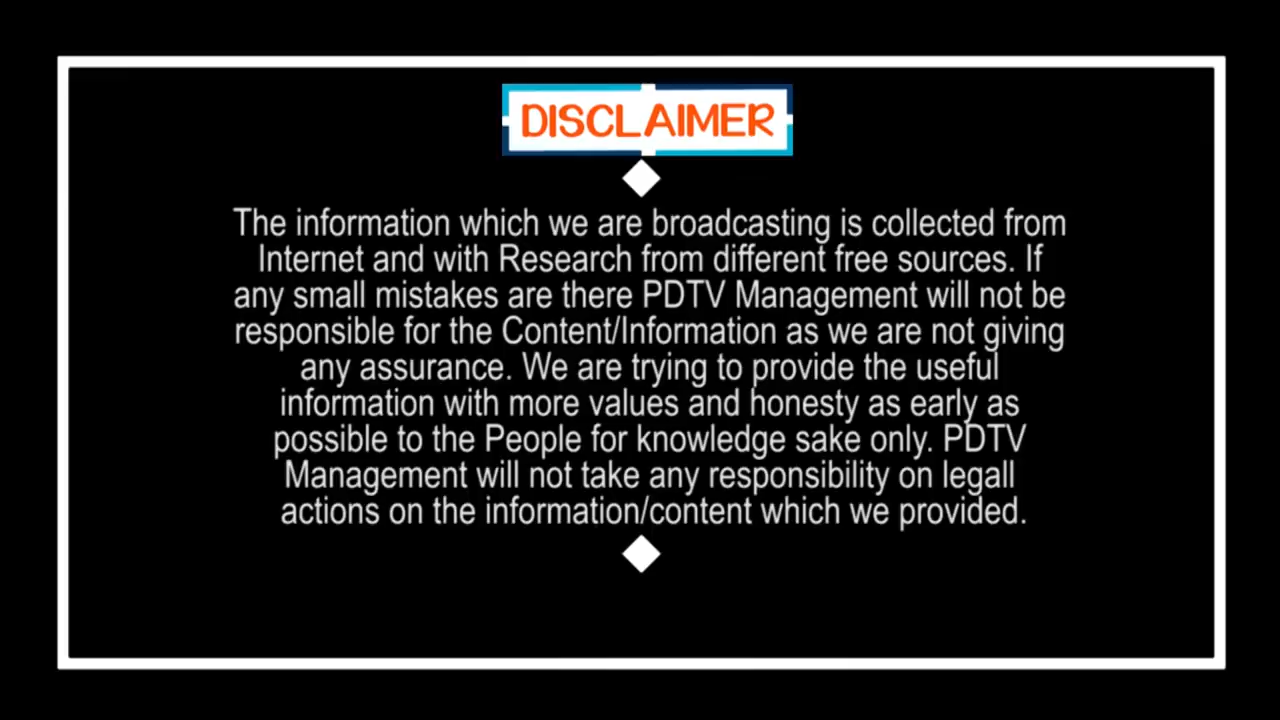 DISCLAIMER
The information which we are broadcasting is collected from
Internet and with Research from different free sources. If
any small mistakes are there PDTV Management will not be
responsible for the Content/Information as we are not giving
any assurance. We are trying to provide the useful
information with more values and honesty as early as
possible to the People for knowledge sake only. PDTV
Management will not take any responsibility on legall
actions on the information/content which we provided.